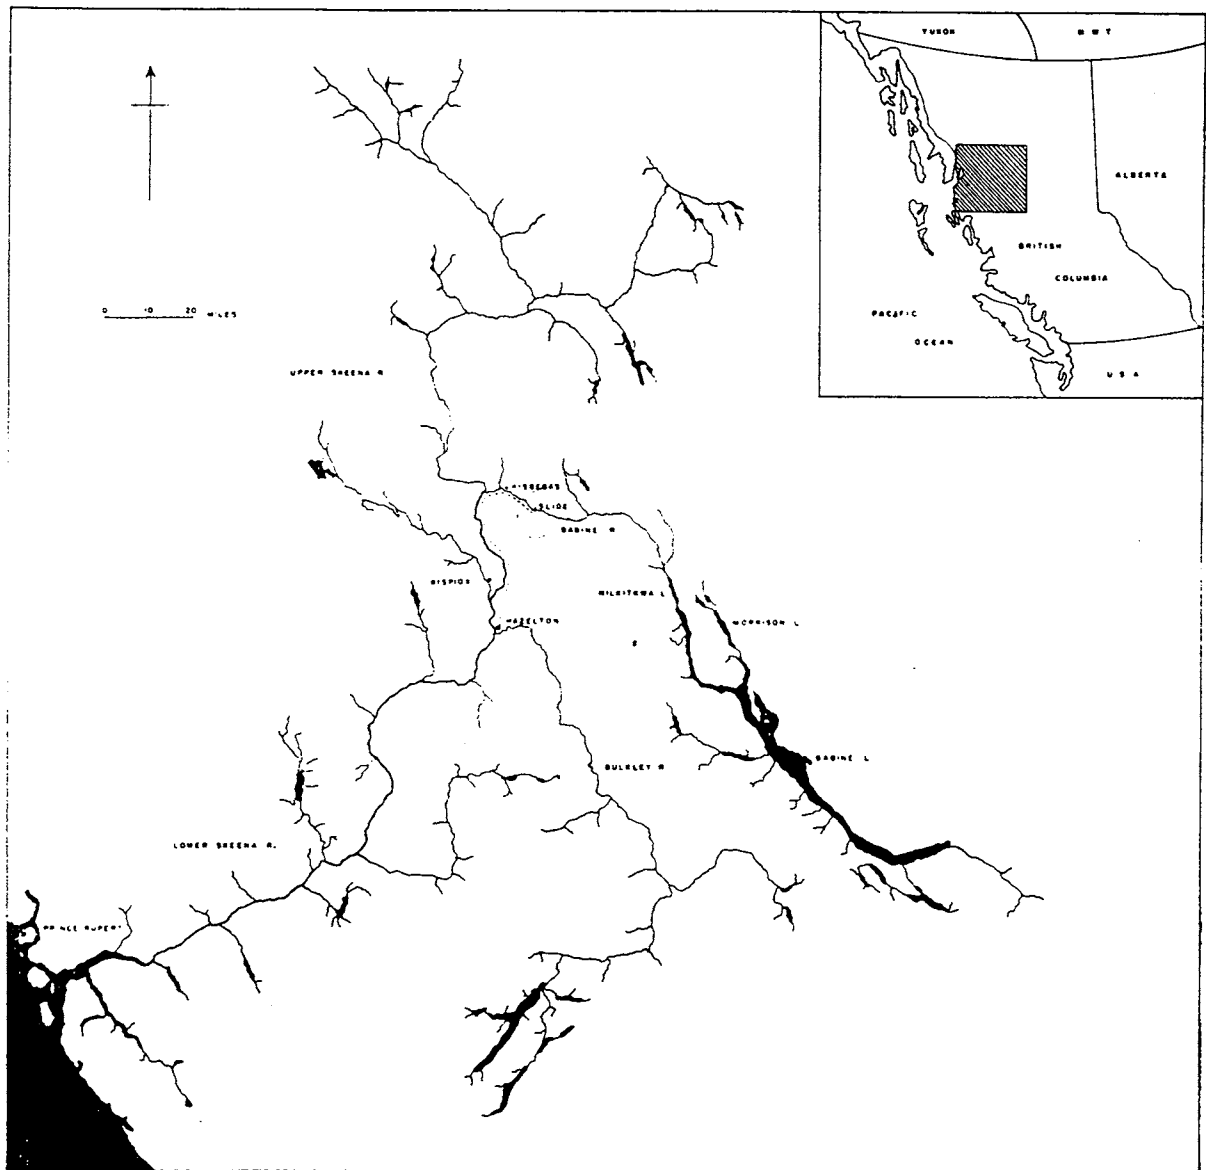 YUKON
N.W.T
ALBERTA
BRITISH
COLUMBIA
PACIFIC
OCEAN
U.S.A
0 10 20 MILES
UPPER SKEENA R.
KISGEGAS
SLIDE
BABINE R
KISPIOX
NILKITKWA L
HAZELTON
MORRISON L
BABINE L
BULKLEY R
LOWER SKEENA R.
PRINCE RUPERT